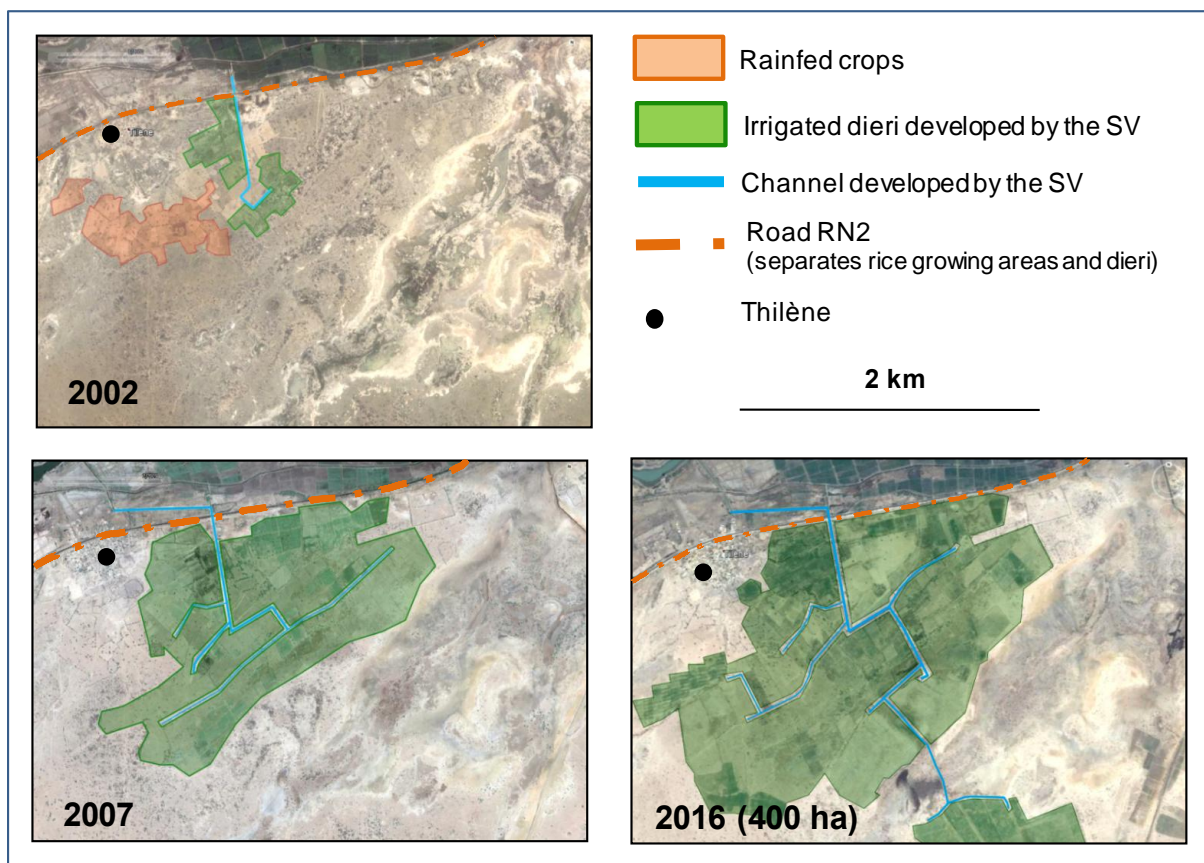 Rainfed crops
Irrigated dieri developed by the SV
Channel developed by the SV
Road RN2
(separates rice growing areas and dieri)
Thilène
2 km
2002
2007
2016 (400 ha)